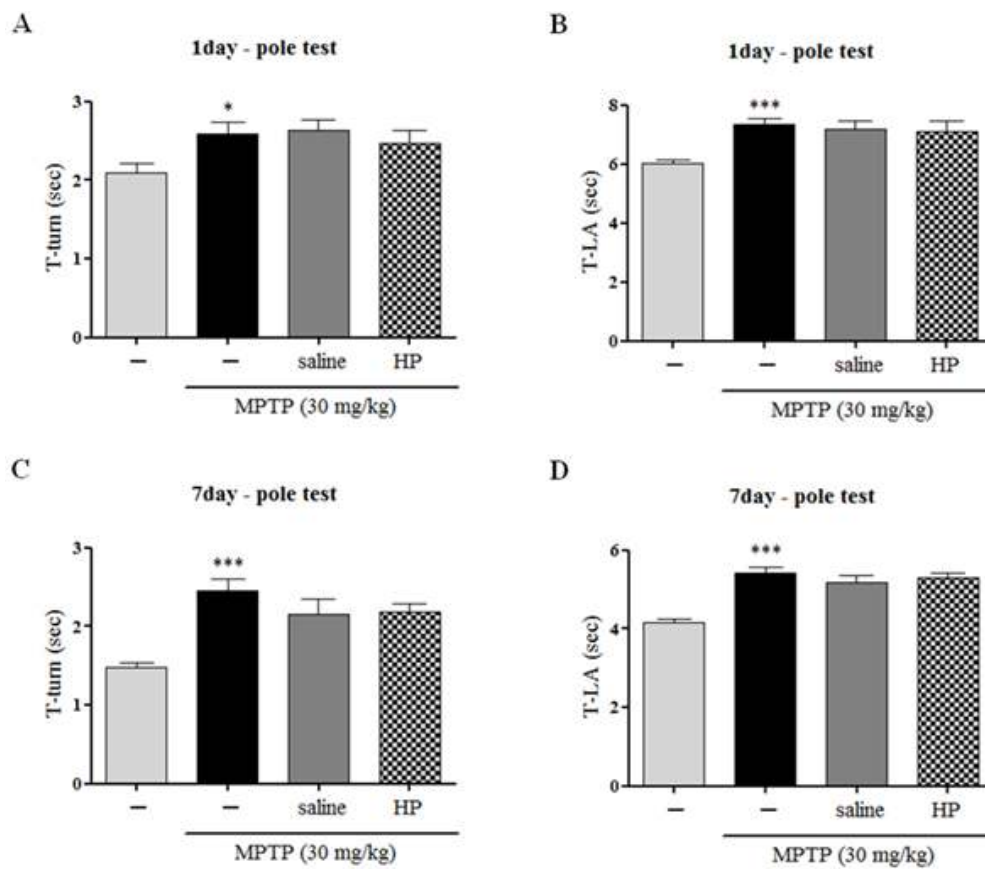 A
1day - pole test
*
T-turn (sec)
3
2
1
0
– – saline HP
MPTP (30 mg/kg)
B
1day - pole test
***
T-LA (sec)
8
6
4
2
0
– – saline HP
MPTP (30 mg/kg)
C
7day - pole test
***
T-turn (sec)
3
2
1
0
– – saline HP
MPTP (30 mg/kg)
D
7day - pole test
***
T-LA (sec)
6
4
2
0
– – saline HP
MPTP (30 mg/kg)